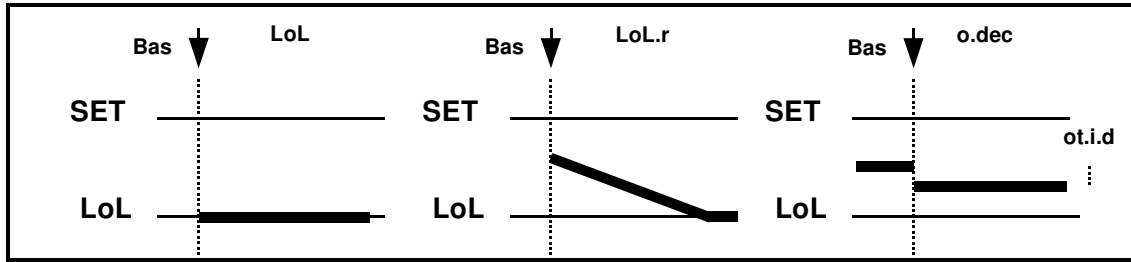 Bas LoL
SET
LoL
Bas LoL.r
SET
LoL
Bas o.dec
SET
ot.i.d
LoL